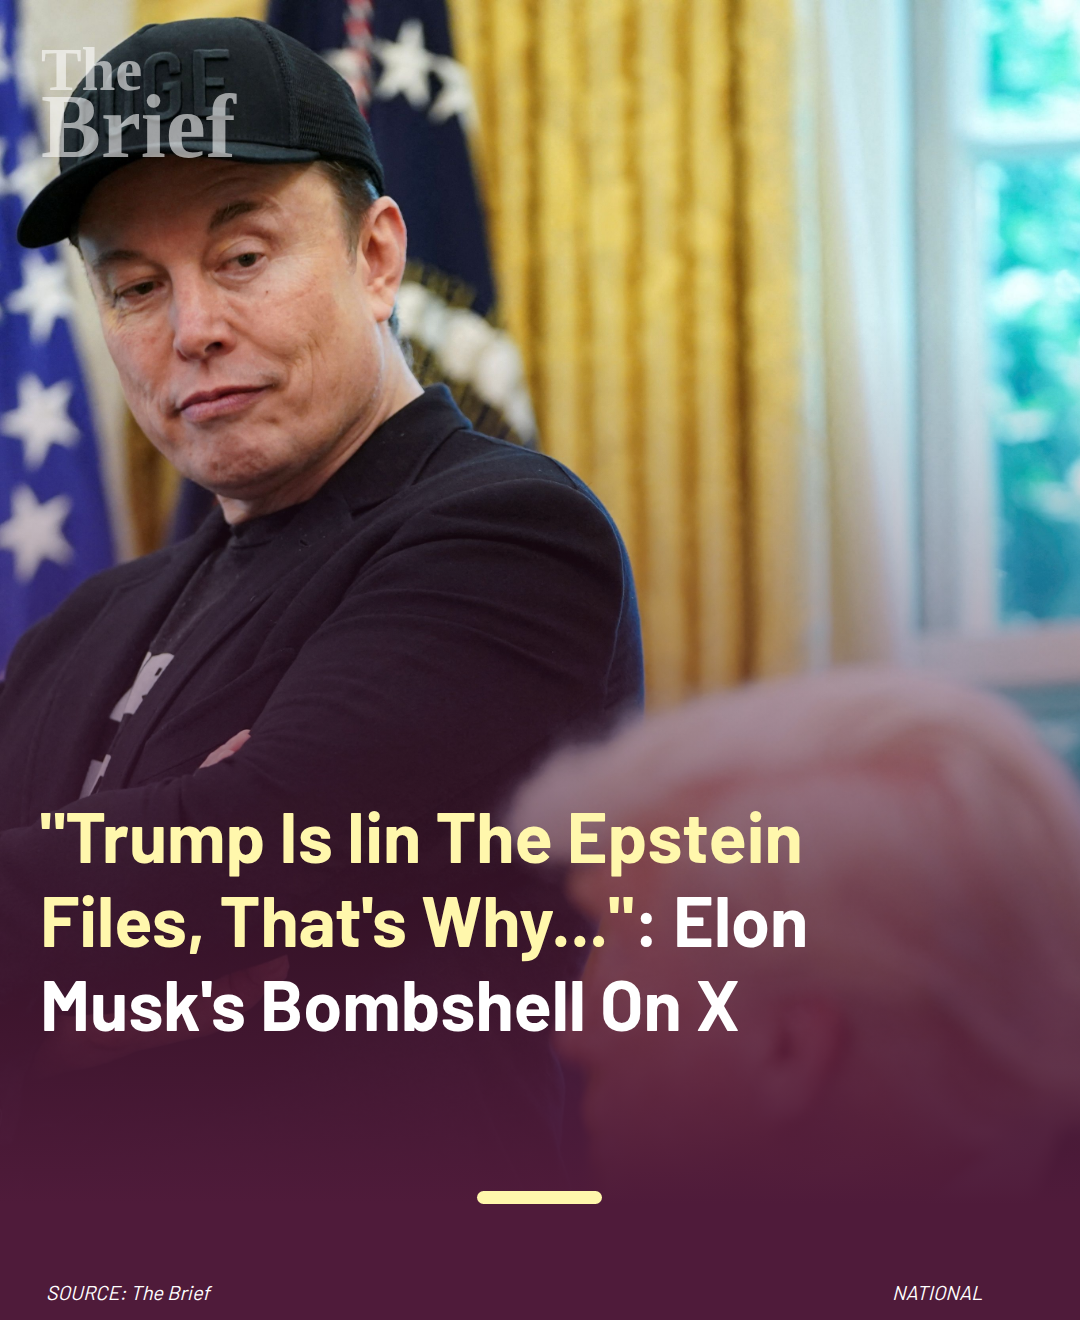 The
Brief
"Trump Is Iin The Epstein
Files, That's Why...": Elon
Musk's Bombshell On X
SOURCE: The Brief
NATIONAL